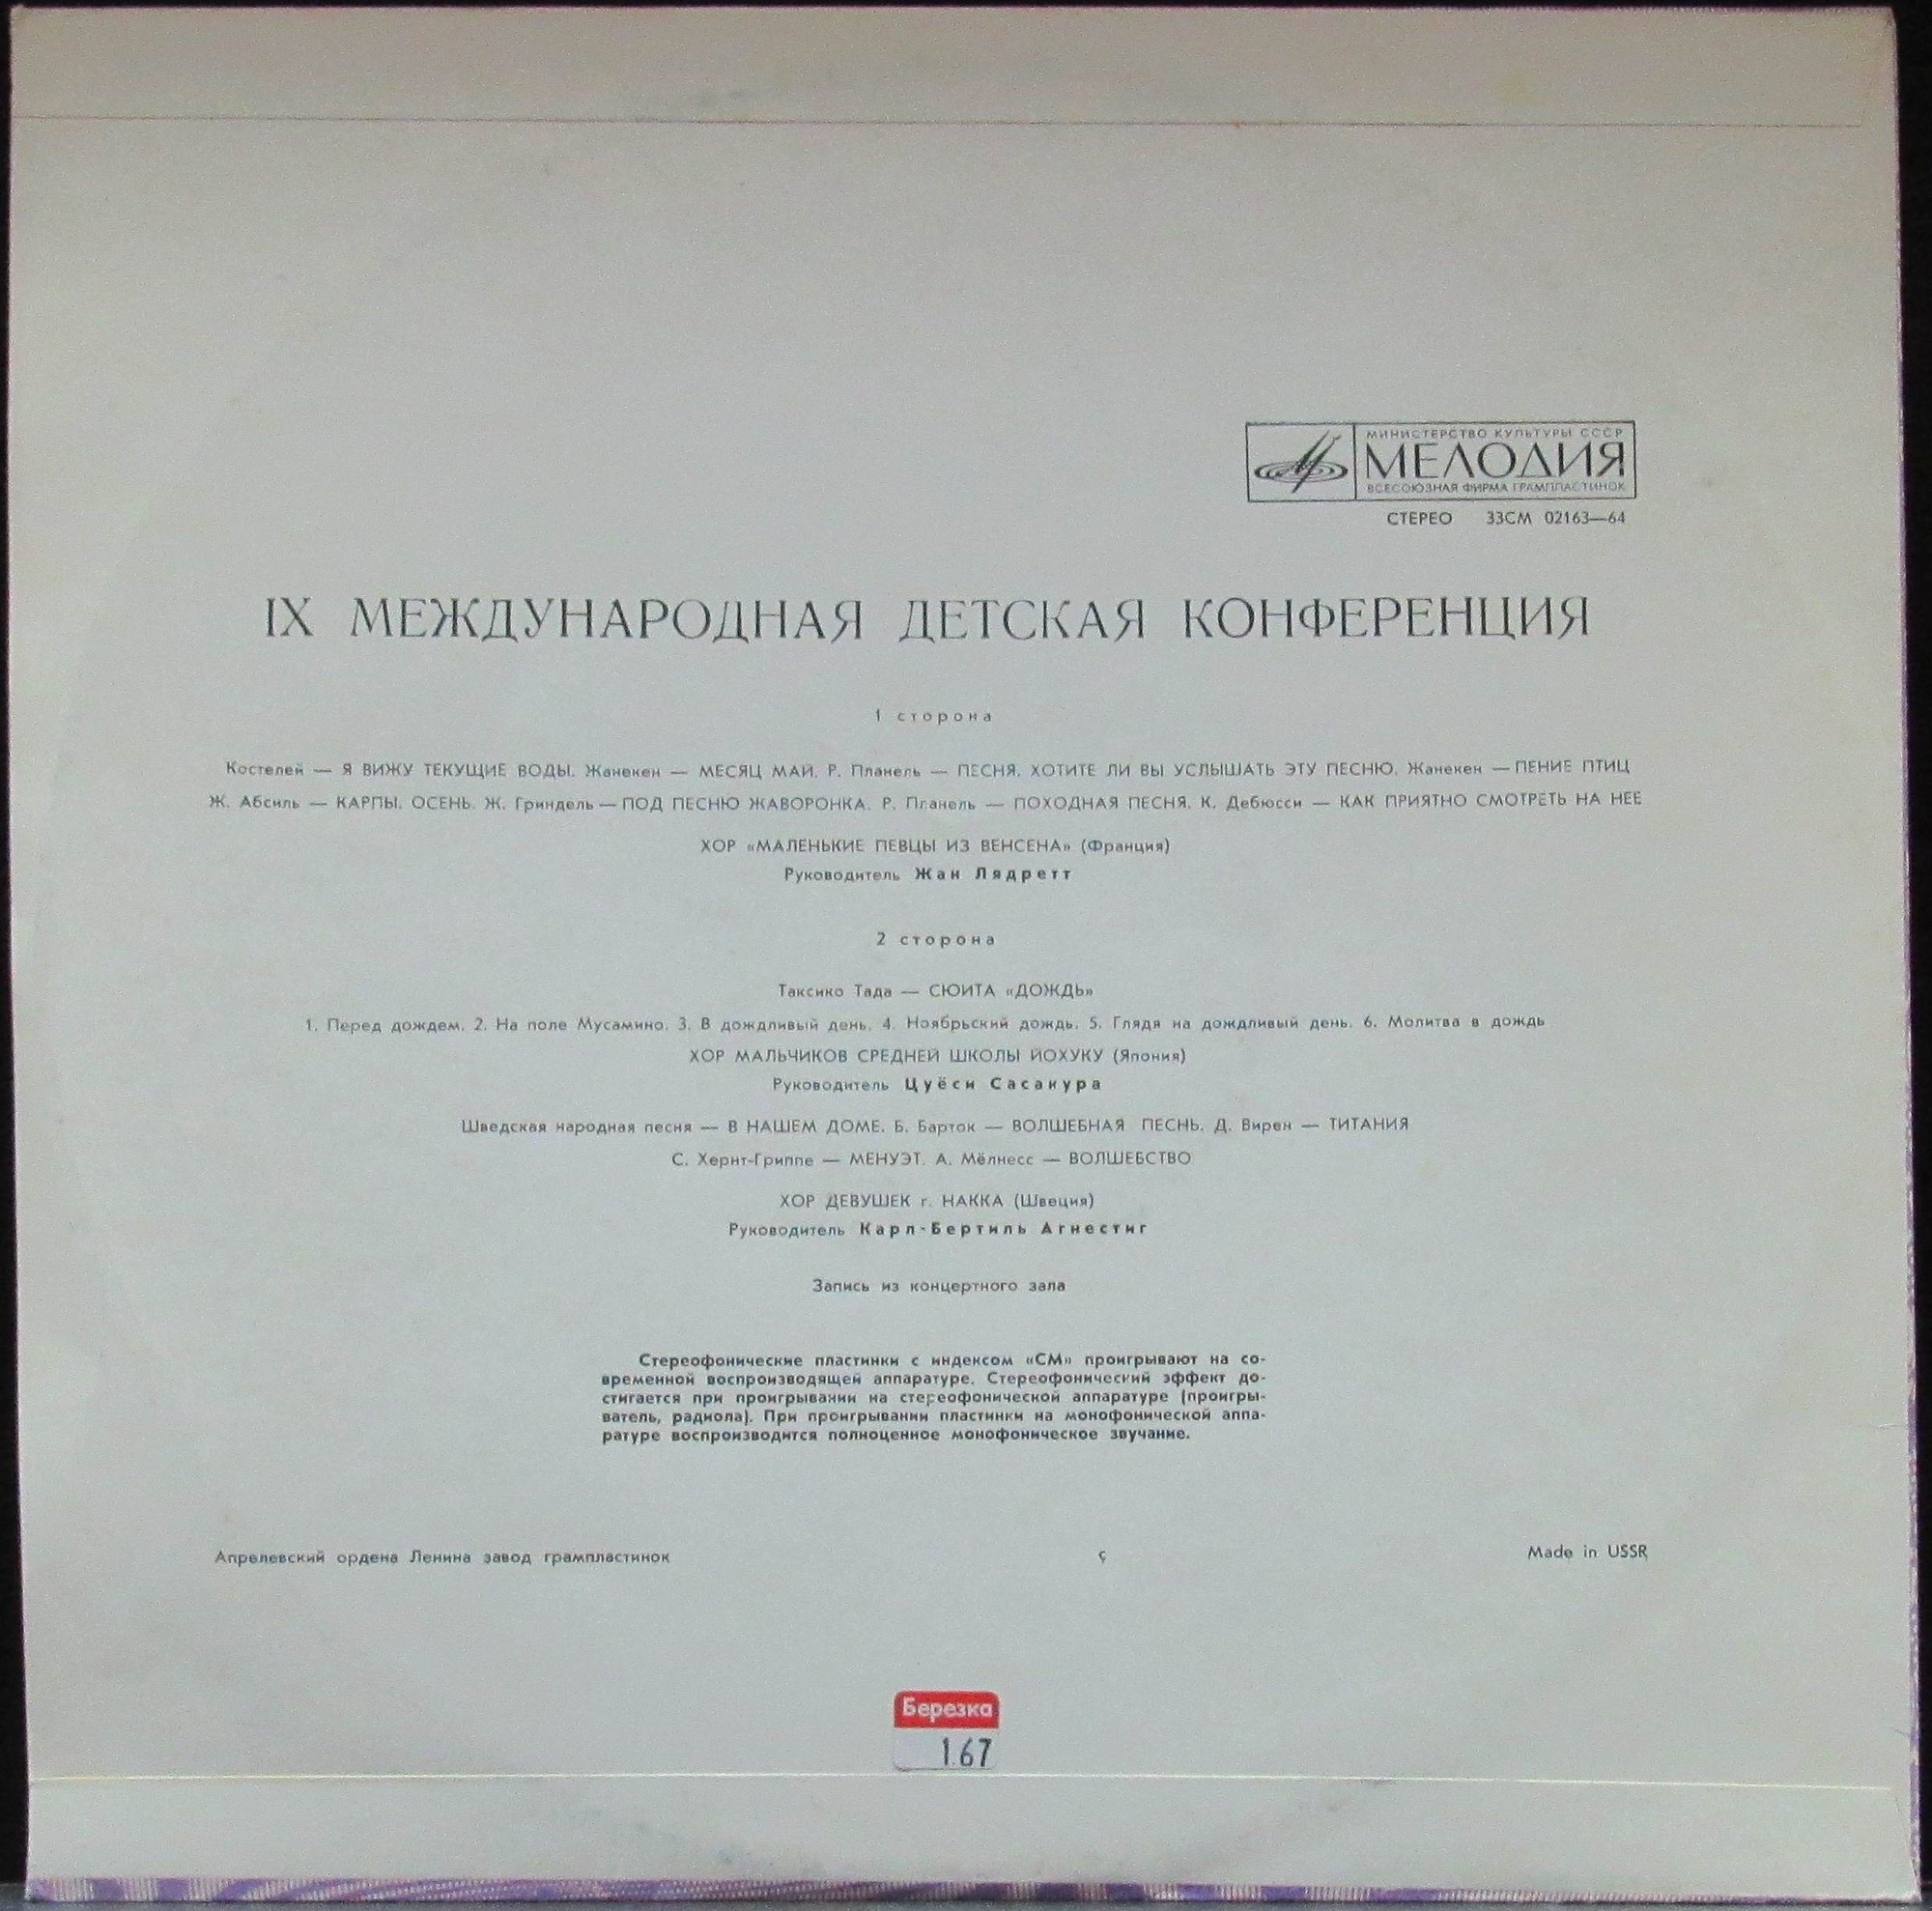 МИНИСТЕРСТВО КУЛЬТУРЫ СССР
МЕЛОДИЯ
ВСЕСОЮЗНАЯ ФИРМА ГРАМПЛАСТИНОК
СТЕРЕО 33СМ 02163—64
IX МЕЖДУНАРОДНАЯ ДЕТСКАЯ КОНФЕРЕНЦИЯ
1 сторона
Костелей — Я ВИЖУ ТЕКУЩИЕ ВОДЫ. Жанекен — МЕСЯЦ МАЙ. Р. Планель — ПЕСНЯ. ХОТИТЕ ЛИ ВЫ УСЛЫШАТЬ ЭТУ ПЕСНЮ. Жанекен — ПЕНИЕ ПТИЦ
Ж. Абсиль — КАРПЫ. ОСЕНЬ. Ж. Гриндель — ПОД ПЕСНЮ ЖАВОРОНКА. Р. Планель — ПОХОДНАЯ ПЕСНЯ. К. Дебюсси — КАК ПРИЯТНО СМОТРЕТЬ НА НЕЕ
ХОР «МАЛЕНЬКИЕ ПЕВЦЫ ИЗ ВЕНСЕНА» (Франция)
Руководитель Жан Лядретт
2 сторона
Таксико Тада — СЮИТА «ДОЖДЬ»
1. Перед дождем. 2. На поле Мусамино. 3. В дождливый день. 4. Ноябрьский дождь. 5. Глядя на дождливый день. 6. Молитва в дождь
ХОР МАЛЬЧИКОВ СРЕДНЕЙ ШКОЛЫ ЙОХУКУ (Япония)
Руководитель Цуёси Сасакура
Шведская народная песня — В НАШЕМ ДОМЕ. Б. Барток — ВОЛШЕБНАЯ ПЕСНЬ. Д. Вирен — ТИТАНИЯ
С. Хернт-Гриппе — МЕНУЭТ. А. Мёлнесс — ВОЛШЕБСТВО
ХОР ДЕВУШЕК г. НАККА (Швеция)
Руководитель Карл-Бертиль Агнестиг
Запись из концертного зала
Стереофонические пластинки с индексом «СМ» проигрывают на со-
временной воспроизводящей аппаратуре. Стереофонический эффект до-
стигается при проигрывании на стереофонической аппаратуре (проигры-
ватель, радиола). При проигрывании пластинки на монофонической аппа-
ратуре воспроизводится полноценное монофоническое звучание.
Апрелевский ордена Ленина завод грампластинок ç Made in USSR
Березка
1.67